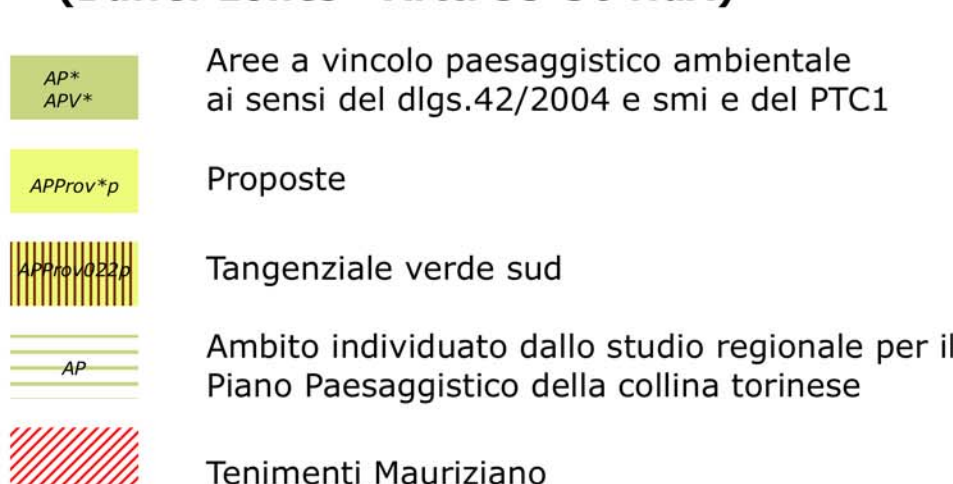 AP*
APV*
Aree a vincolo paesaggistico ambientale
ai sensi del dlgs.42/2004 e smi e del PTC1
APProv*p
Proposte
APProv022p
Tangenziale verde sud
AP
Ambito individuato dallo studio regionale per il
Piano Paesaggistico della collina torinese
Tenimenti Mauriziano